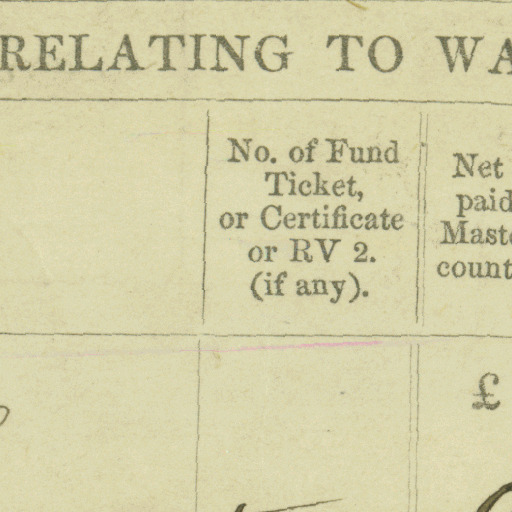 RELATING TO WA
No. of Fund
Ticket,
or Certificate
or RV 2.
(if any).
Net
paid
Maste
count
£